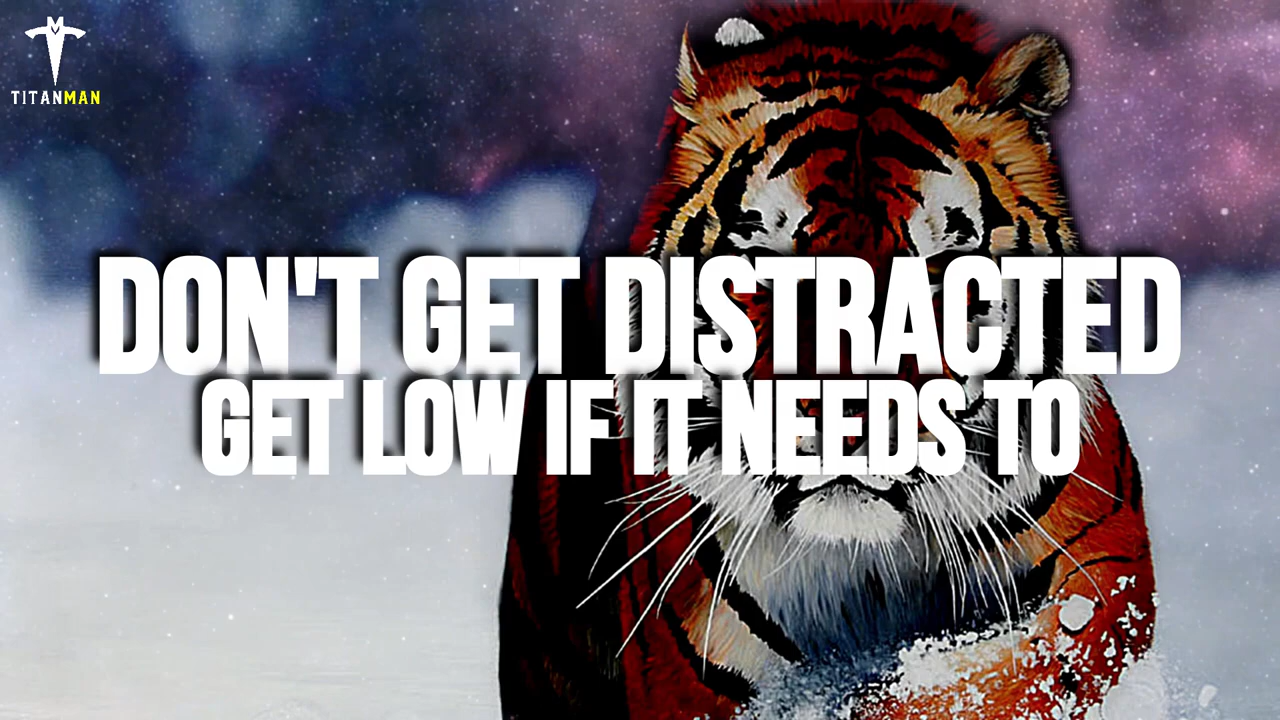 TITANMAN
DON'T GET DISTRACTED
GET LOW IF IT NEEDS TO